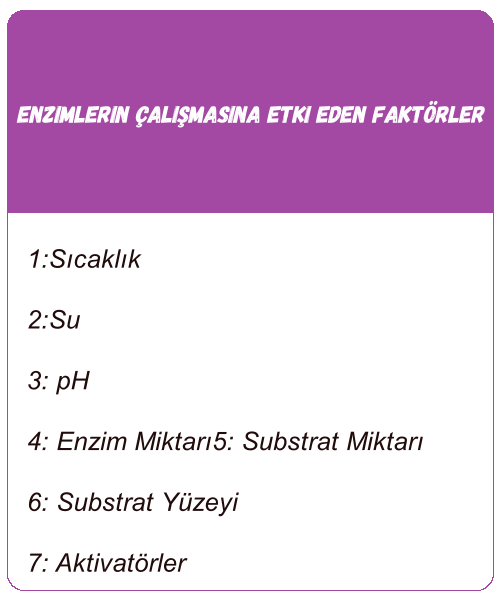 ENZIMLERIN ÇALIŞMASINA ETKI EDEN FAKTÖRLER
1:Sıcaklık
2:Su
3: pH
4: Enzim Miktarı5: Substrat Miktarı
6: Substrat Yüzeyi
7: Aktivatörler